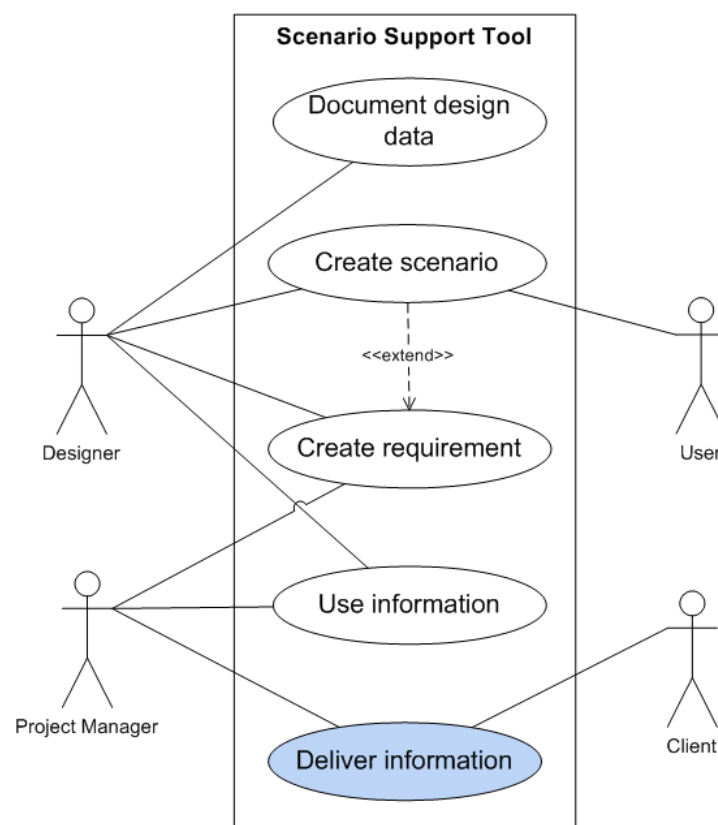 Scenario Support Tool
Document design
data
Create scenario
<<extend>>
Designer
User
Create requirement
Use information
Project Manager
Client
Deliver information